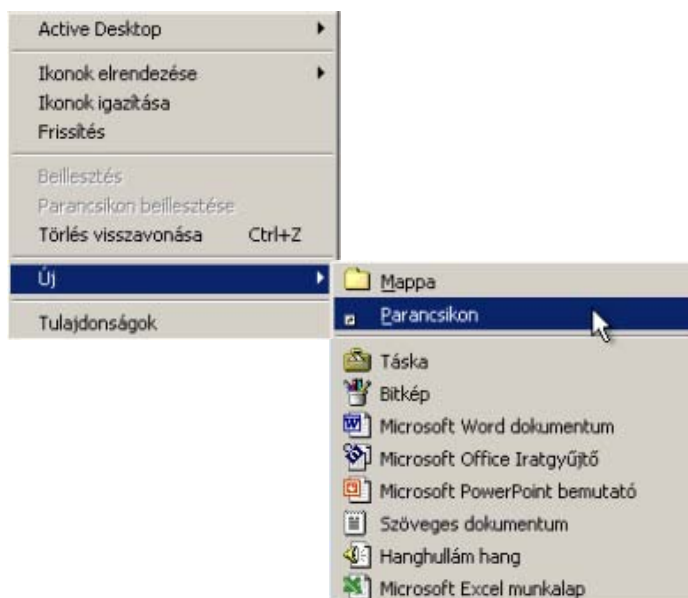 Active Desktop
Ikonok elrendezése
Ikonok igazítása
Frissítés
Beillesztés
Parancsikon beillesztése
Törlés visszavonása Ctrl+Z
Új
Tulajdonságok
Mappa
Parancsikon
Táska
Bitkép
Microsoft Word dokumentum
Microsoft Office Iratgyűjtő
Microsoft PowerPoint bemutató
Szöveges dokumentum
Hanghullám hang
Microsoft Excel munkalap